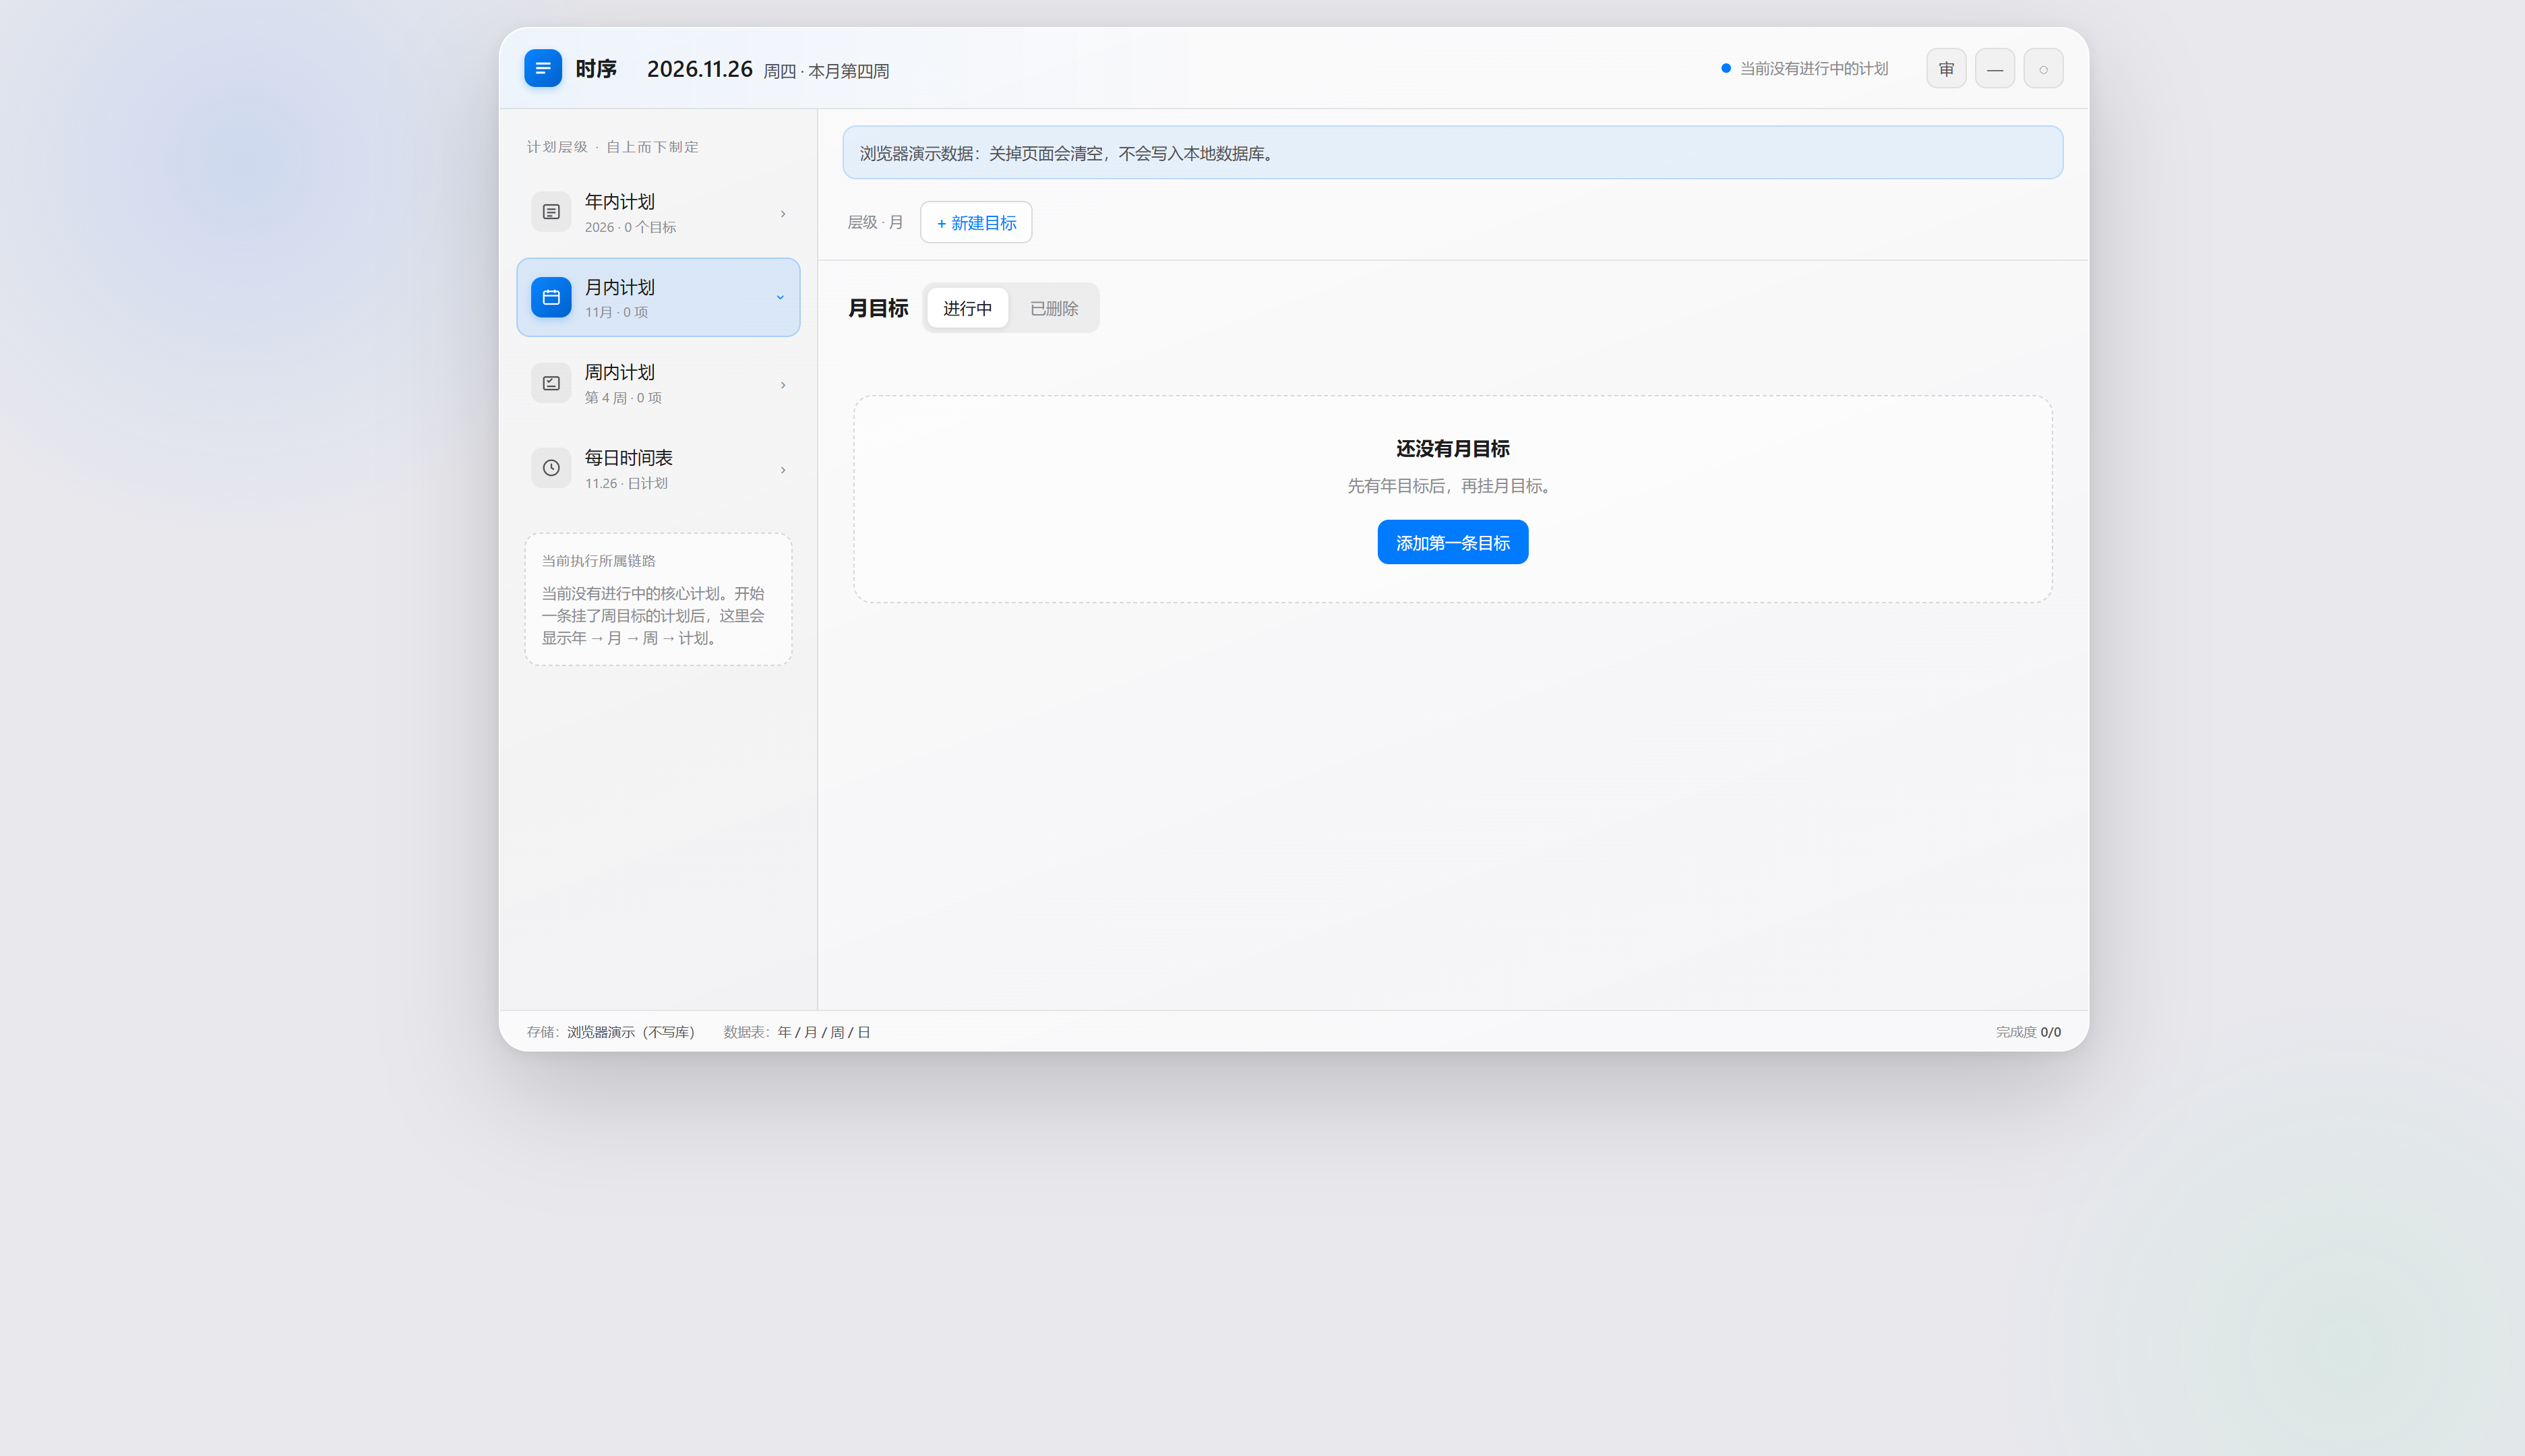 时序
2026.11.26 周四 · 本月第四周
当前没有进行中的计划
审
计划层级 · 自上而下制定
年内计划
2026 · 0 个目标
月内计划
11月 · 0 项
周内计划
第 4 周 · 0 项
每日时间表
11.26 · 日计划
当前执行所属链路
当前没有进行中的核心计划。开始
一条挂了周目标的计划后，这里会
显示年 → 月 → 周 → 计划。
浏览器演示数据：关掉页面会清空，不会写入本地数据库。
层级 · 月
+ 新建目标
月目标
进行中
已删除
还没有月目标
先有年目标后，再挂月目标。
添加第一条目标
存储：浏览器演示（不写库）
数据表：年 / 月 / 周 / 日
完成度 0/0